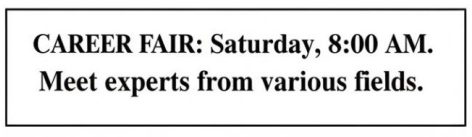 CAREER FAIR: Saturday, 8:00 AM.
Meet experts from various fields.